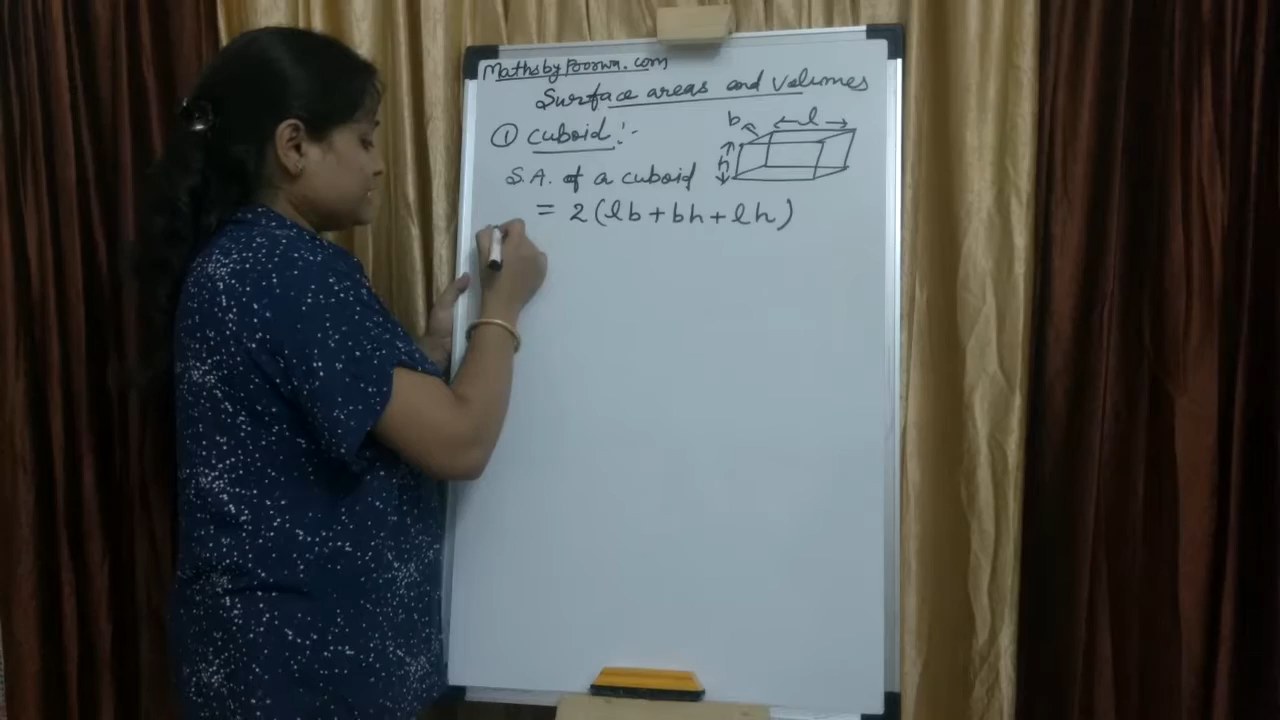 MathsbyPoorwa.com
Surface areas and Volumes
① cuboid :-
b l
h
S.A. of a cuboid
= 2(lb+bh+lh)